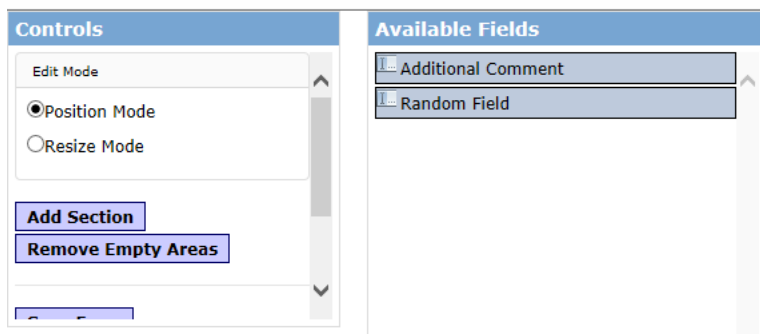 Controls
Edit Mode
Position Mode
Resize Mode
Add Section
Remove Empty Areas
Available Fields
Additional Comment
Random Field